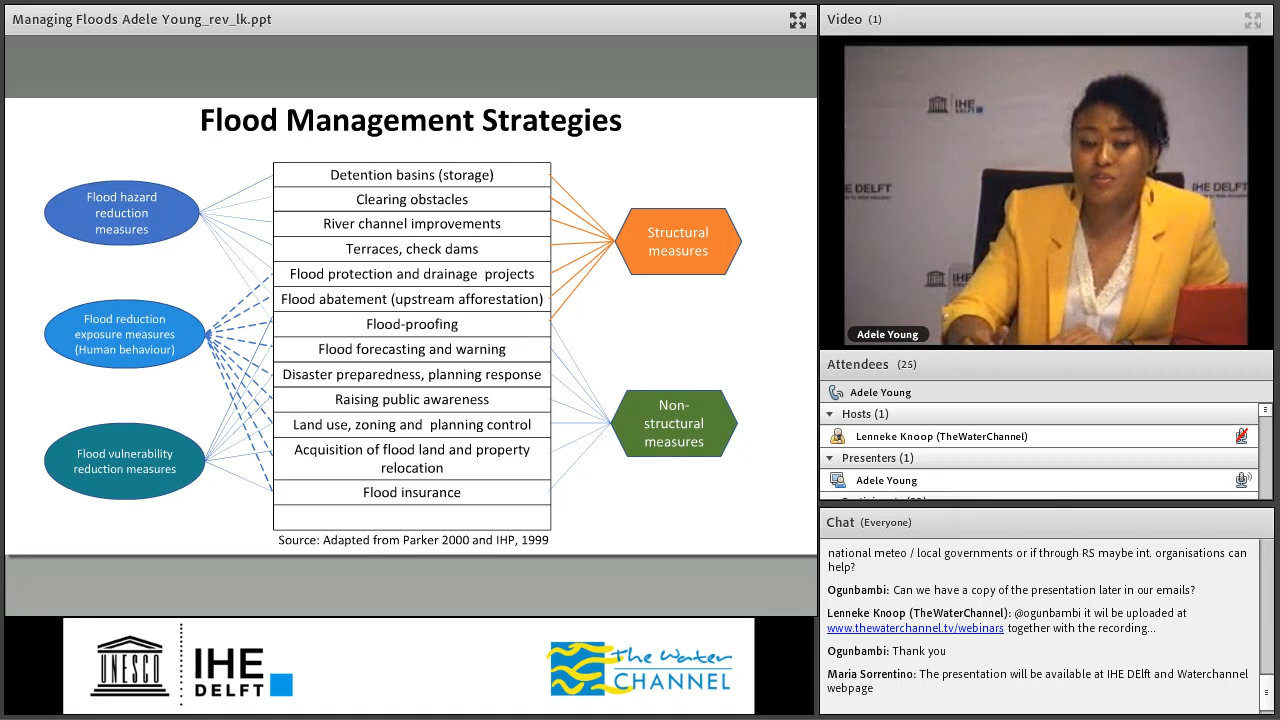 Managing Floods Adele Young_rev_lk.ppt
Flood Management Strategies
Flood hazard
reduction
measures
Flood reduction
exposure measures
(Human behaviour)
Flood vulnerability
reduction measures
Detention basins (storage)
Clearing obstacles
River channel improvements
Terraces, check dams
Flood protection and drainage projects
Flood abatement (upstream afforestation)
Flood-proofing
Flood forecasting and warning
Disaster preparedness, planning response
Raising public awareness
Land use, zoning and planning control
Acquisition of flood land and property
relocation
Flood insurance
Structural
measures
Non-
structural
measures
Source: Adapted from Parker 2000 and IHP, 1999
UNESCO
IHE
DELFT
The Water
CHANNEL
Video (1)
IHE
DELFT
IHE DELFT
IHE DELFT
IHE
Adele Young
Attendees (25)
Adele Young
Hosts (1)
Lenneke Knoop (TheWaterChannel)
Presenters (1)
Adele Young
Chat (Everyone)
national meteo / local governments or if through RS maybe int. organisations can
help?
Ogunbambi: Can we have a copy of the presentation later in our emails?
Lenneke Knoop (TheWaterChannel): @ogunbambi it wil be uploaded at
www.thewaterchannel.tv/webinars together with the recording...
Ogunbambi: Thank you
Maria Sorrentino: The presentation will be available at IHE DElft and Waterchannel
webpage